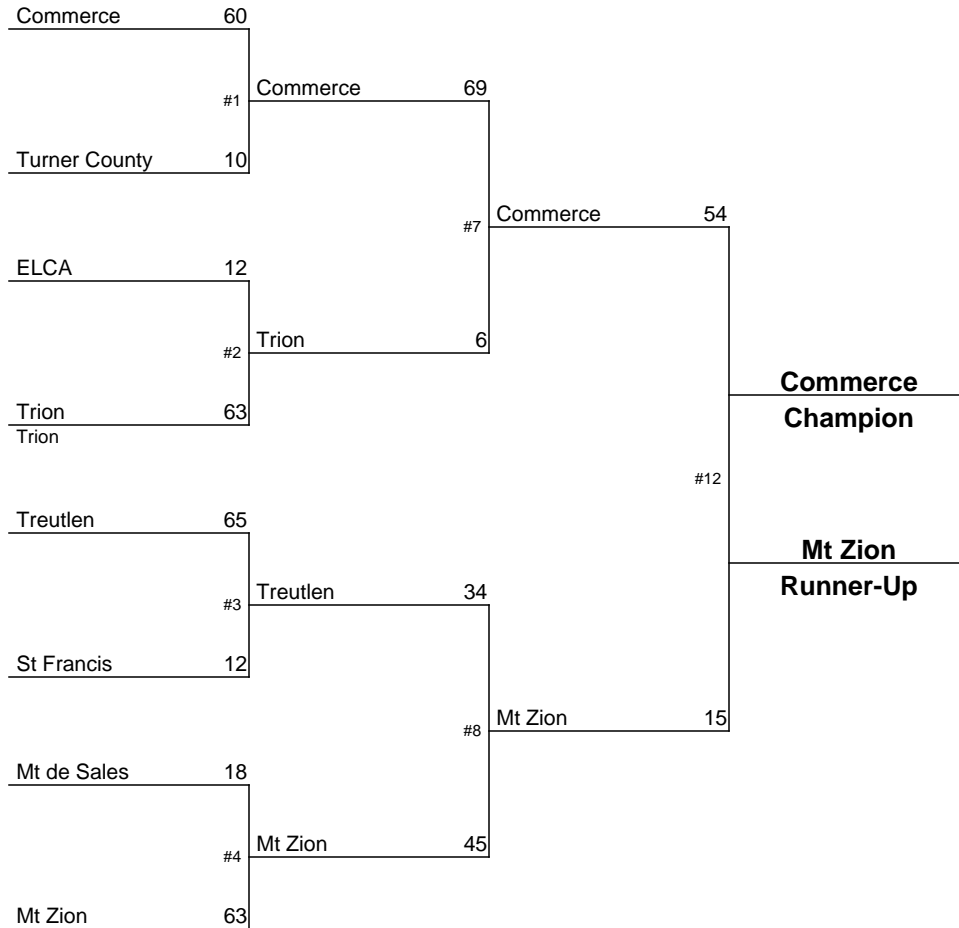 Commerce 60
#1 Commerce 69
Turner County 10
#7 Commerce 54
ELCA 12
#2 Trion 6
Trion 63
Trion
Commerce
Champion
#12
Treutlen 65
#3 Treutlen 34
St Francis 12
Mt Zion
Runner-Up
#8 Mt Zion 15
Mt de Sales 18
#4 Mt Zion 45
Mt Zion 63